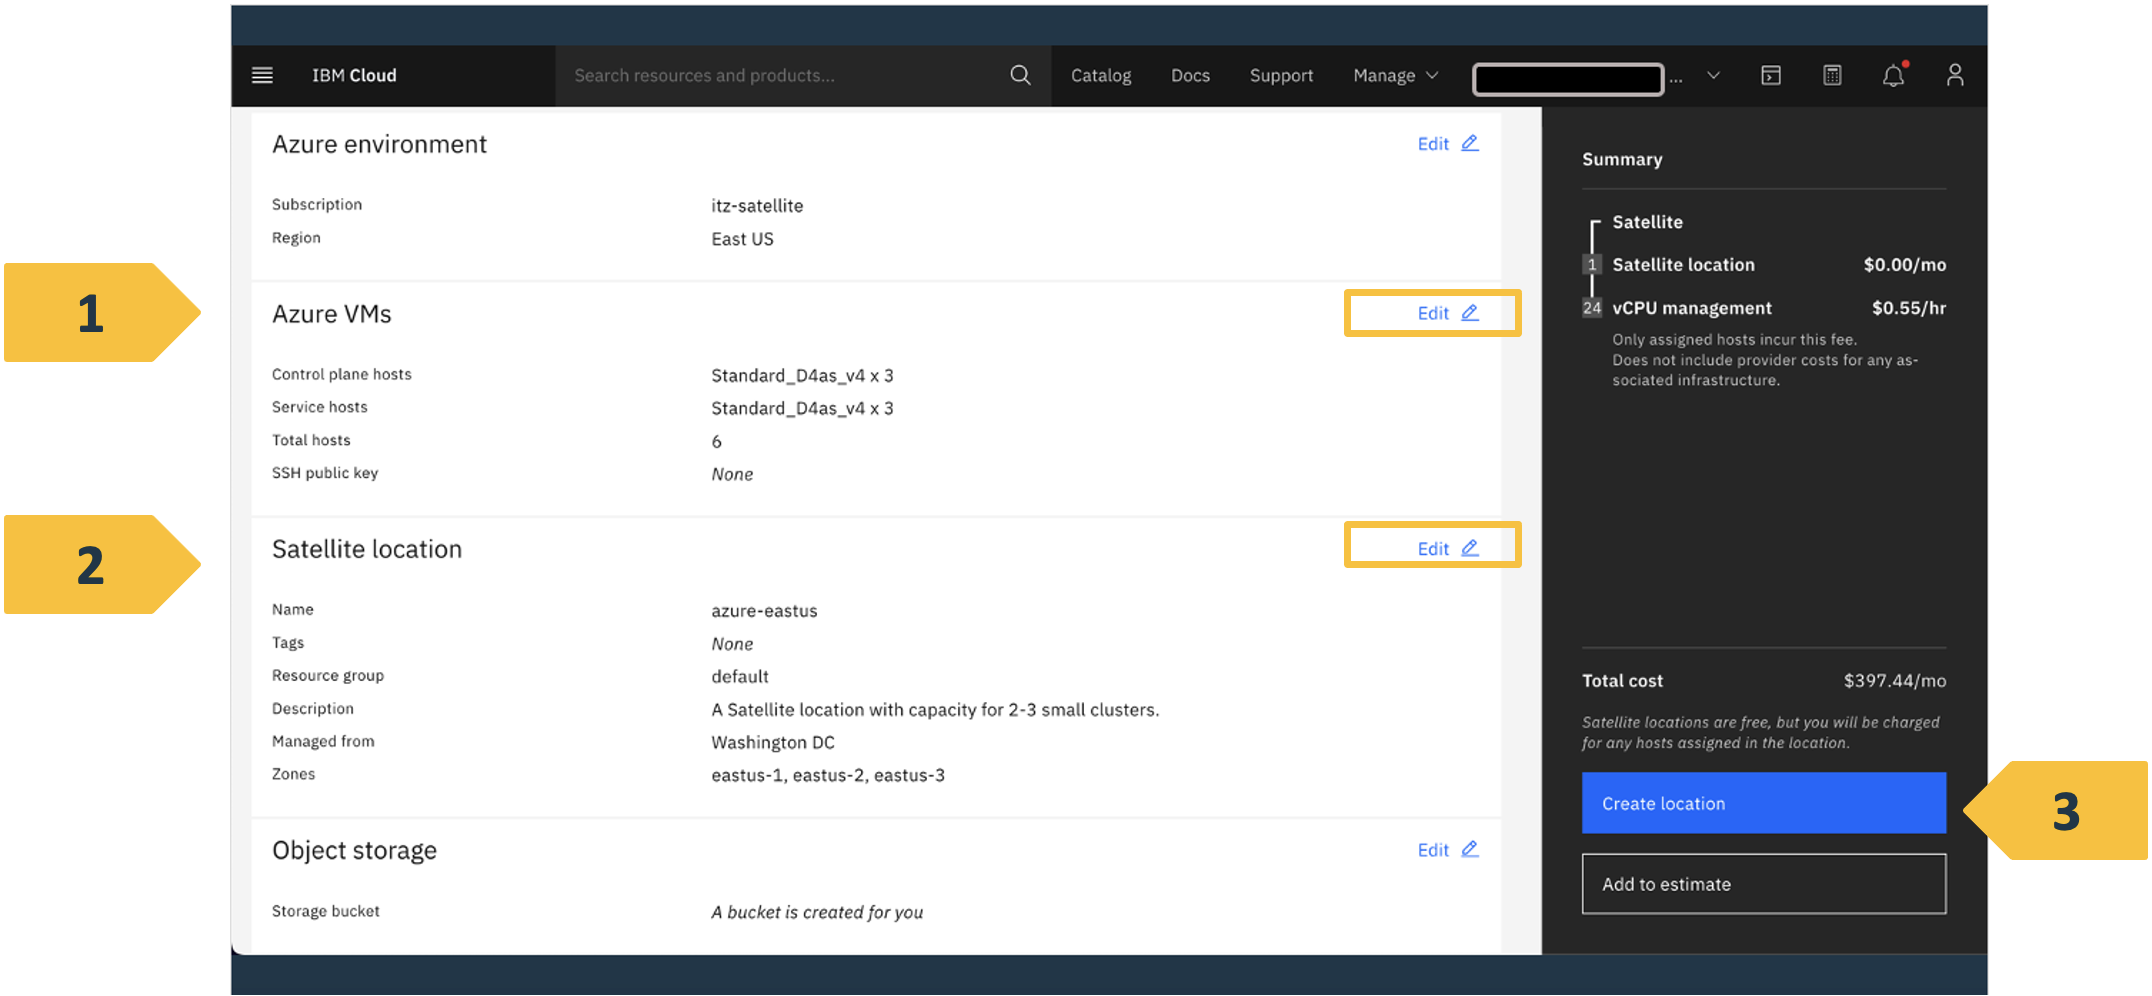 IBM Cloud
Search resources and products...
Catalog
Docs
Support
Manage
...
Azure environment
Edit
Subscription
itz-satellite
Region
East US
1
Azure VMs
Edit
Control plane hosts
Standard_D4as_v4 x 3
Service hosts
Standard_D4as_v4 x 3
Total hosts
6
SSH public key
None
2
Satellite location
Edit
Name
azure-eastus
Tags
None
Resource group
default
Description
A Satellite location with capacity for 2-3 small clusters.
Managed from
Washington DC
Zones
eastus-1, eastus-2, eastus-3
Object storage
Edit
Storage bucket
A bucket is created for you
Summary
Satellite
1 Satellite location $0.00/mo
24 vCPU management $0.55/hr
Only assigned hosts incur this fee.
Does not include provider costs for any as-
sociated infrastructure.
Total cost $397.44/mo
Satellite locations are free, but you will be charged
for any hosts assigned in the location.
Create location
3
Add to estimate